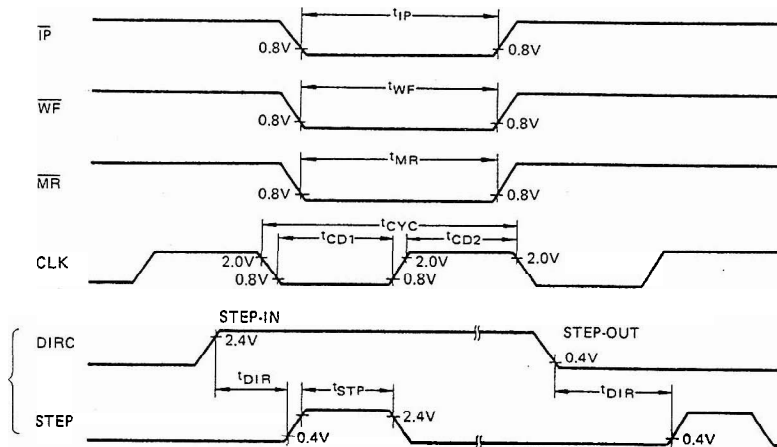 tIP
IP
0.8V 0.8V
tWF
WF
0.8V 0.8V
tMR
MR
0.8V 0.8V
tCYC
tCD1 tCD2
CLK 2.0V 2.0V 2.0V
0.8V 0.8V
STEP-IN STEP-OUT
DIRC 2.4V 0.4V
tDIR tSTP tDIR
2.4V
STEP 0.4V 0.4V